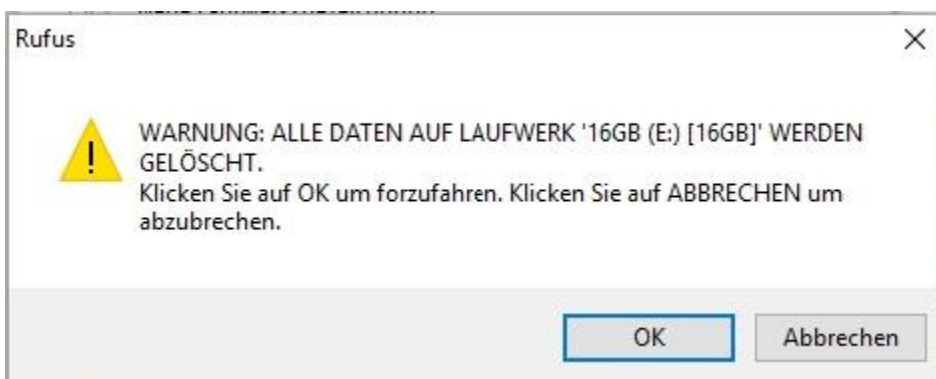 Rufus
WARNUNG: ALLE DATEN AUF LAUFWERK '16GB (E:) [16GB]' WERDEN
GELÖSCHT.
Klicken Sie auf OK um forzufahren. Klicken Sie auf ABBRECHEN um
abzubrechen.
OK
Abbrechen